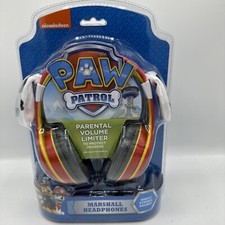 nickelodeon
PAW
PATROL
PARENTAL
VOLUME
LIMITER
MARSHALL
HEADPHONES